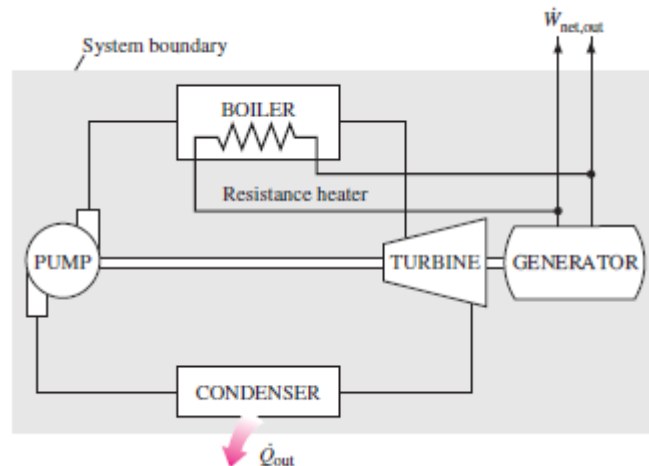 Ẇnet,out
System boundary
BOILER
Resistance heater
PUMP
TURBINE
GENERATOR
CONDENSER
Q̇out